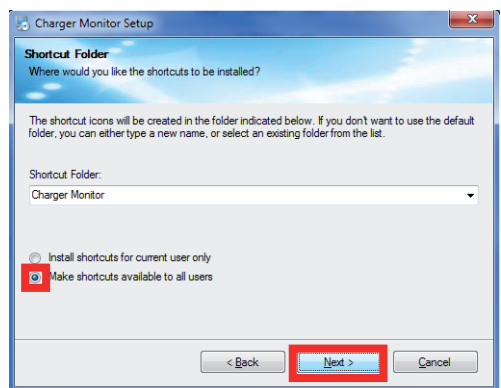 Charger Monitor Setup
Shortcut Folder
Where would you like the shortcuts to be installed?
The shortcut icons will be created in the folder indicated below. If you don't want to use the default
folder, you can either type a new name, or select an existing folder from the list.
Shortcut Folder:
Charger Monitor
Install shortcuts for current user only
Make shortcuts available to all users
< Back Next > Cancel